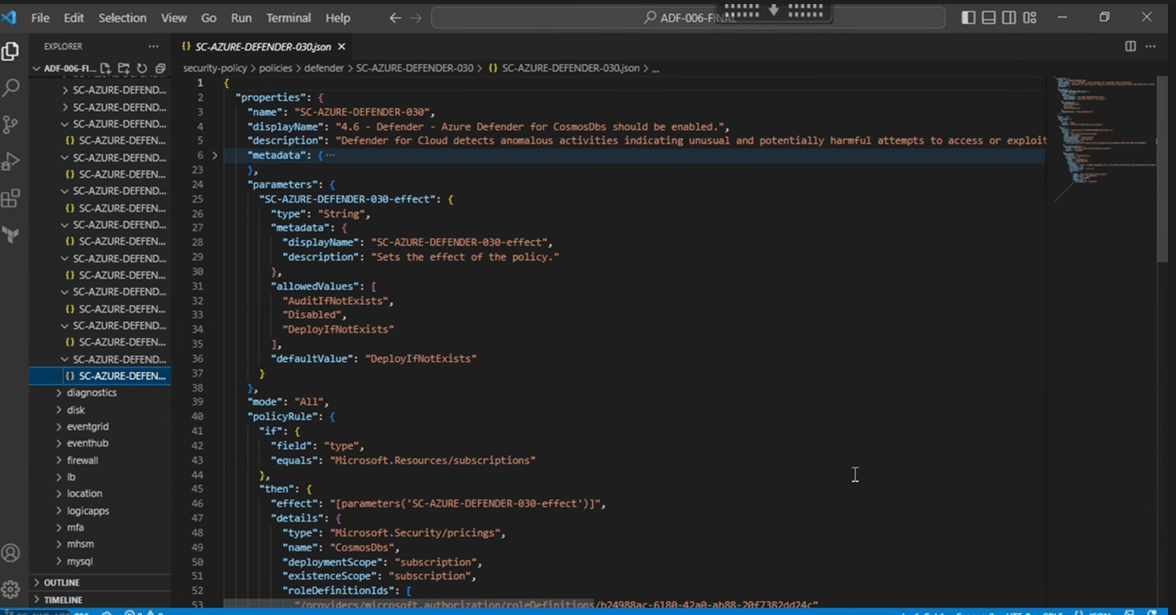 File Edit Selection View Go Run Terminal Help
EXPLORER
SC-AZURE-DEFENDER-030.json
ADF-006-FI...
security-policy > policies > defender > SC-AZURE-DEFENDER-030 > {} SC-AZURE-DEFENDER-030.json > ...
SC-AZURE-DEFEND...
SC-AZURE-DEFEND...
SC-AZURE-DEFEND...
{} SC-AZURE-DEFEN...
SC-AZURE-DEFEND...
{} SC-AZURE-DEFEN...
SC-AZURE-DEFEND...
{} SC-AZURE-DEFEN...
SC-AZURE-DEFEND...
{} SC-AZURE-DEFEN...
SC-AZURE-DEFEND...
{} SC-AZURE-DEFEN...
SC-AZURE-DEFEND...
{} SC-AZURE-DEFEN...
SC-AZURE-DEFEND...
{} SC-AZURE-DEFEN...
SC-AZURE-DEFEND...
{} SC-AZURE-DEFEN...
diagnostics
disk
eventgrid
eventhub
firewall
lb
location
logicapps
mfa
mhsm
mysql
OUTLINE
TIMELINE
1 {
2 "properties": {
3 "name": "SC-AZURE-DEFENDER-030",
4 "displayName": "4.6 - Defender - Azure Defender for CosmosDbs should be enabled.",
5 "description": "Defender for Cloud detects anomalous activities indicating unusual and potentially harmful attempts to access or exploit
6 "metadata": { ...
23 },
24 "parameters": {
25 "SC-AZURE-DEFENDER-030-effect": {
26 "type": "String",
27 "metadata": {
28 "displayName": "SC-AZURE-DEFENDER-030-effect",
29 "description": "Sets the effect of the policy."
30 },
31 "allowedValues": [
32 "AuditIfNotExists",
33 "Disabled",
34 "DeployIfNotExists"
35 ],
36 "defaultValue": "DeployIfNotExists"
37 }
38 },
39 "mode": "All",
40 "policyRule": {
41 "if": {
42 "field": "type",
43 "equals": "Microsoft.Resources/subscriptions"
44 },
45 "then": {
46 "effect": "[parameters('SC-AZURE-DEFENDER-030-effect')]",
47 "details": {
48 "type": "Microsoft.Security/pricings",
49 "name": "CosmosDbs",
50 "deploymentScope": "subscription",
51 "existenceScope": "subscription",
52 "roleDefinitionIds": [
53 "/providers/microsoft.authorization/roleDefinitions/b24988ac-6180-42a0-ab88-20f7382dd24c"